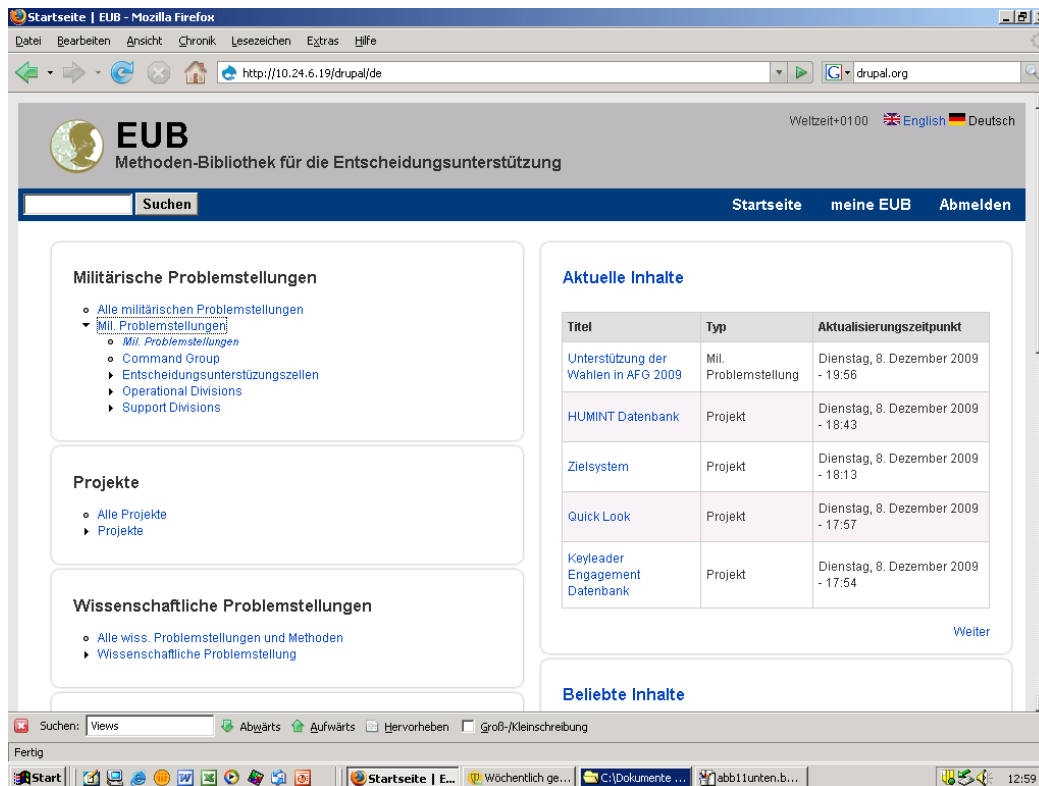 Startseite | EUB - Mozilla Firefox
Datei Bearbeiten Ansicht Chronik Lesezeichen Extras Hilfe
http://10.24.6.19/drupal/de
G drupal.org
Weltzeit+0100 English Deutsch
EUB
Methoden-Bibliothek für die Entscheidungsunterstützung
Suchen Startseite meine EUB Abmelden
Militärische Problemstellungen
Alle militärischen Problemstellungen
Mil. Problemstellungen
Mil. Problemstellungen
Command Group
Entscheidungsunterstüzungszellen
Operational Divisions
Support Divisions
Projekte
Alle Projekte
Projekte
Wissenschaftliche Problemstellungen
Alle wiss. Problemstellungen und Methoden
Wissenschaftliche Problemstellung
Aktuelle Inhalte
Titel Typ Aktualisierungszeitpunkt
Unterstützung der Mil. Dienstag, 8. Dezember 2009
Wahlen in AFG 2009 Problemstellung - 19:56
HUMINT Datenbank Projekt Dienstag, 8. Dezember 2009
- 18:43
Zielsystem Projekt Dienstag, 8. Dezember 2009
- 18:13
Quick Look Projekt Dienstag, 8. Dezember 2009
- 17:57
Keyleader
Engagement Projekt Dienstag, 8. Dezember 2009
Datenbank - 17:54
Weiter
Beliebte Inhalte
Suchen: Views Abwärts Aufwärts Hervorheben Groß-/Kleinschreibung
Fertig
Start Startseite | E... Wöchentlich ge... C:\Dokumente ... abb11unten.b... 12:59